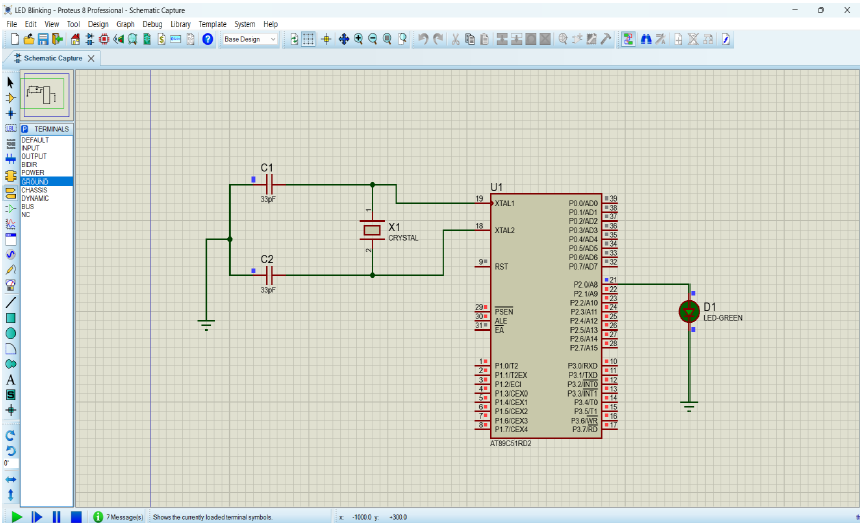 LED Blinking - Proteus 8 Professional - Schematic Capture
File Edit View Tool Design Graph Debug Library Template System Help
Base Design
Schematic Capture
TERMINALS
DEFAULT
INPUT
OUTPUT
BIDIR
POWER
GROUND
CHASSIS
DYNAMIC
BUS
NC
LBL
A
S
0°
C1
33pF
C2
33pF
1
X1
CRYSTAL
2
U1
19 XTAL1
18 XTAL2
9 RST
29 PSEN
30 ALE
31 EA
1 P1.0/T2
2 P1.1/T2EX
3 P1.2/ECI
4 P1.3/CEX0
5 P1.4/CEX1
6 P1.5/CEX2
7 P1.6/CEX3
8 P1.7/CEX4
P0.0/AD0 39
P0.1/AD1 38
P0.2/AD2 37
P0.3/AD3 36
P0.4/AD4 35
P0.5/AD5 34
P0.6/AD6 33
P0.7/AD7 32
P2.0/A8 21
P2.1/A9 22
P2.2/A10 23
P2.3/A11 24
P2.4/A12 25
P2.5/A13 26
P2.6/A14 27
P2.7/A15 28
P3.0/RXD 10
P3.1/TXD 11
P3.2/INT0 12
P3.3/INT1 13
P3.4/T0 14
P3.5/T1 15
P3.6/WR 16
P3.7/RD 17
AT89C51RD2
D1
LED-GREEN
7 Message(s) Shows the currently loaded terminal symbols. x: -1000.0 y: +300.0